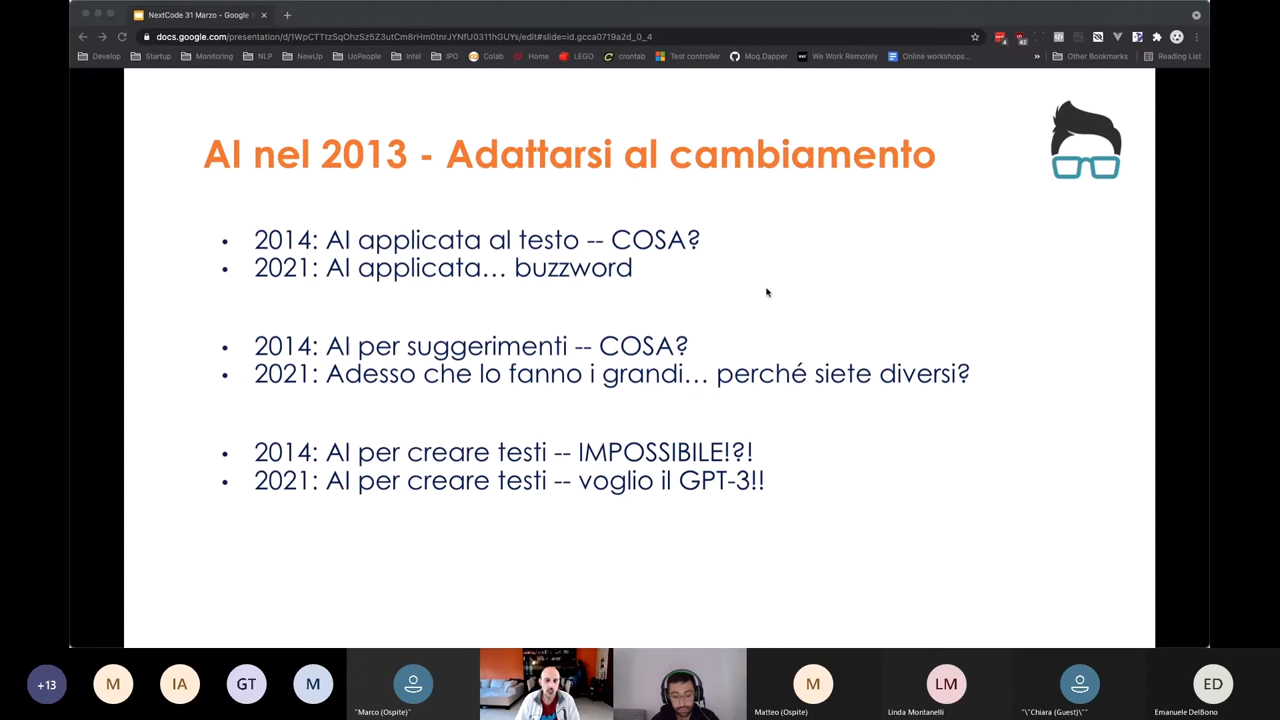 NextCode 31 Marzo - Google S
docs.google.com/presentation/d/1WpCTTtzSqOhzSz5Z3utCm8rHm0tnrJYNfU0311hGUYs/edit#slide=id.gcca0719a2d_0_4
Develop Startup Monitoring NLP NewUp UoPeople Intel IPO Colab Home LEGO crontab Test controller Moq.Dapper We Work Remotely Online workshops... » Other Bookmarks Reading List
AI nel 2013 - Adattarsi al cambiamento
• 2014: AI applicata al testo -- COSA?
• 2021: AI applicata… buzzword
• 2014: AI per suggerimenti -- COSA?
• 2021: Adesso che lo fanno i grandi… perché siete diversi?
• 2014: AI per creare testi -- IMPOSSIBILE!?!
• 2021: AI per creare testi -- voglio il GPT-3!!
+13 M IA GT M M LM ED
"Marco (Ospite)" Matteo (Ospite) Linda Montanelli "\"Chiara (Guest)\"" Emanuele DelBono